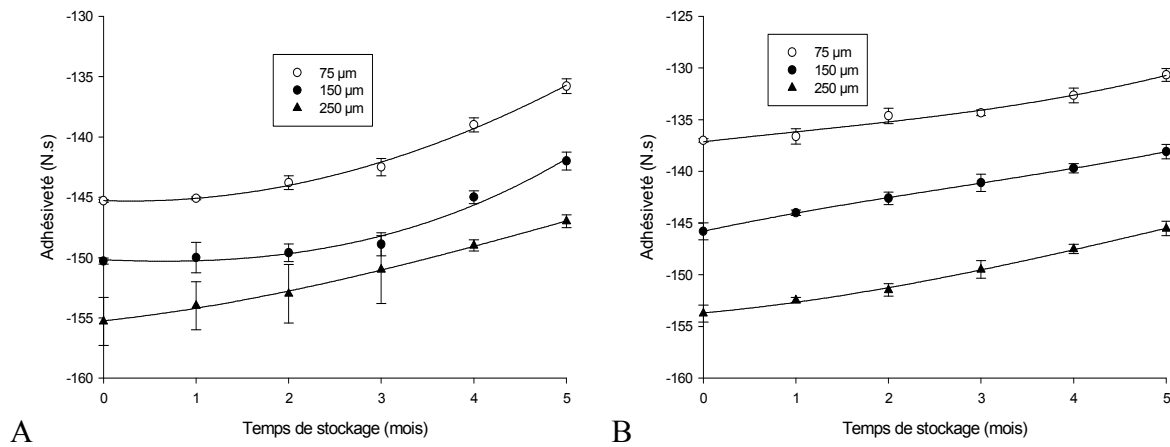 -130
-135
-140
-145
-150
-155
-160
Adhésiveté (N.s)
75 µm
150 µm
250 µm
0 1 2 3 4 5
Temps de stockage (mois)
A
-125
-130
-135
-140
-145
-150
-155
-160
Adhésiveté (N.s)
75 µm
150 µm
250 µm
0 1 2 3 4 5
Temps de stockage (mois)
B